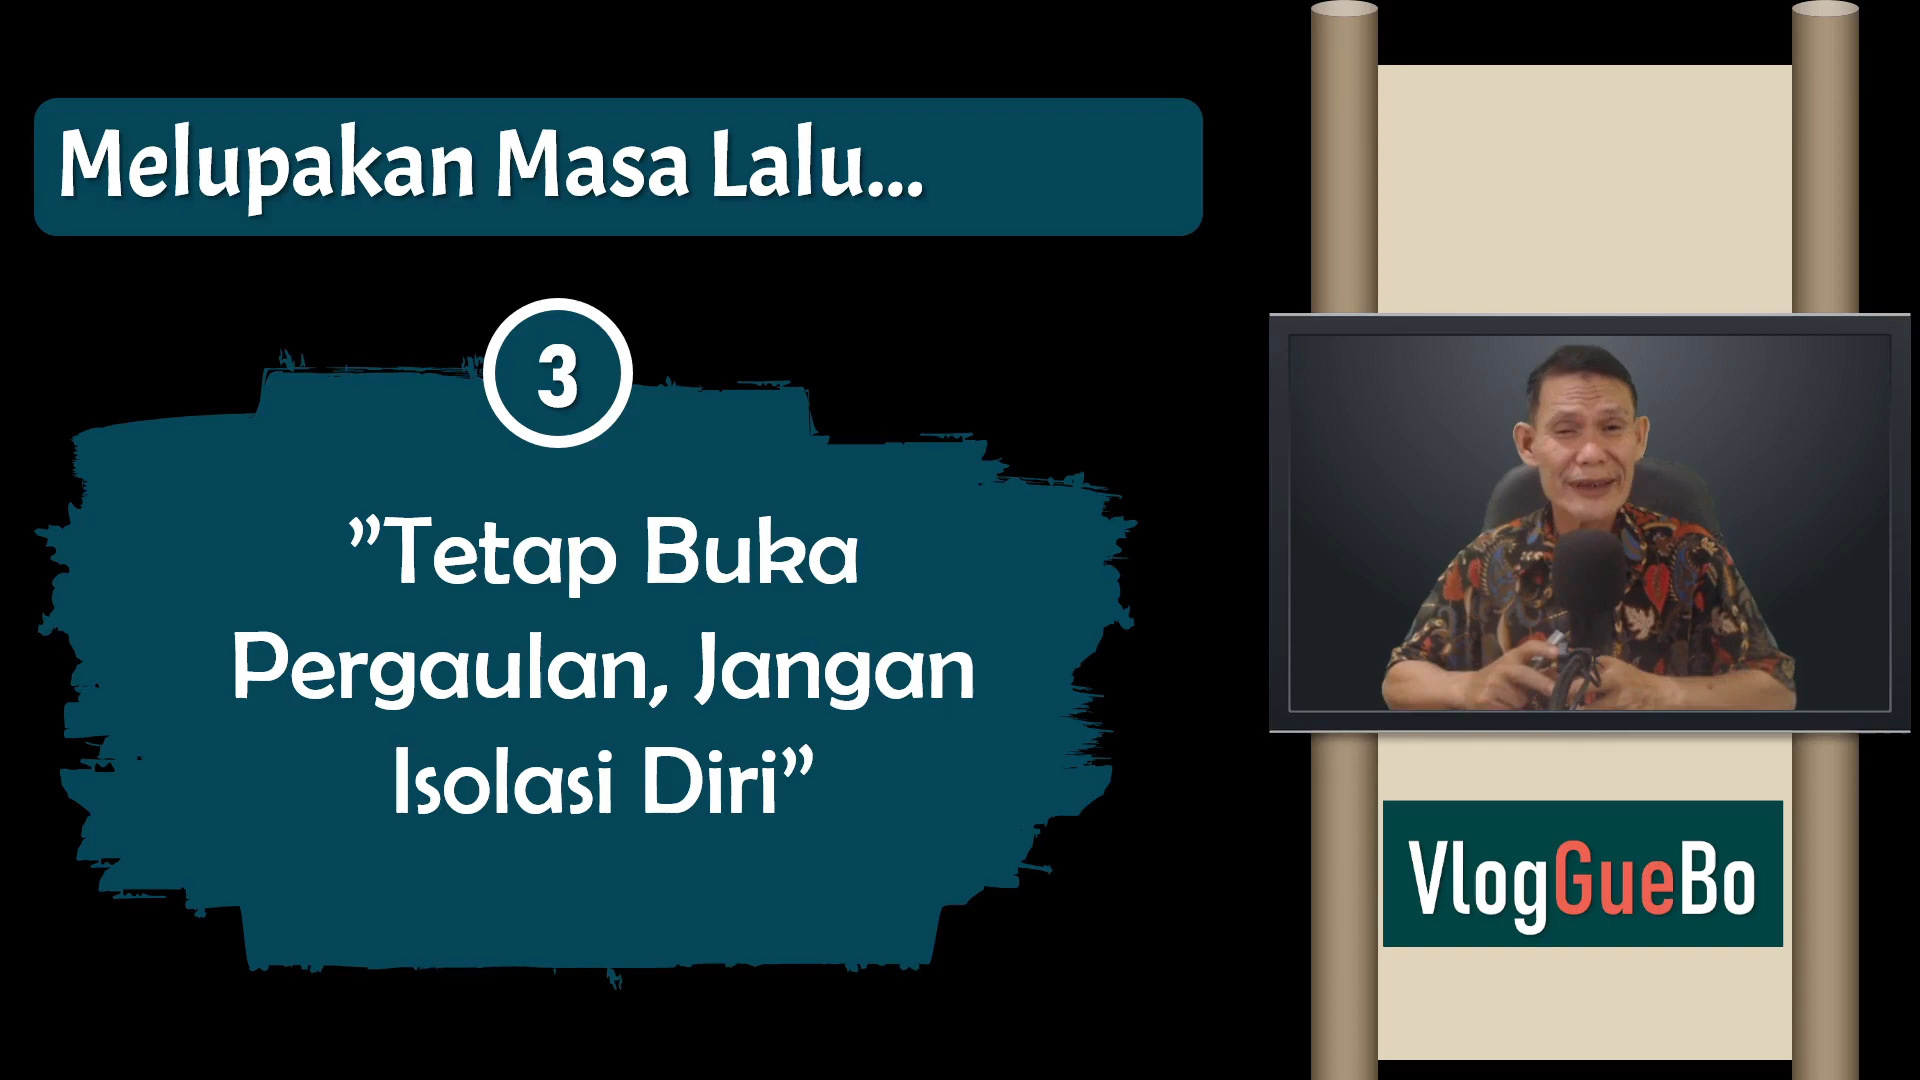 Melupakan Masa Lalu...
3
”Tetap Buka
Pergaulan, Jangan
Isolasi Diri”
VlogGueBo